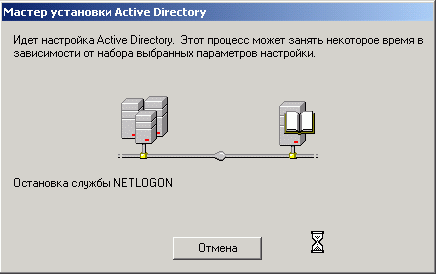 Мастер установки Active Directory
Идет настройка Active Directory. Этот процесс может занять некоторое время в
зависимости от набора выбранных параметров настройки.
Остановка службы NETLOGON
Отмена